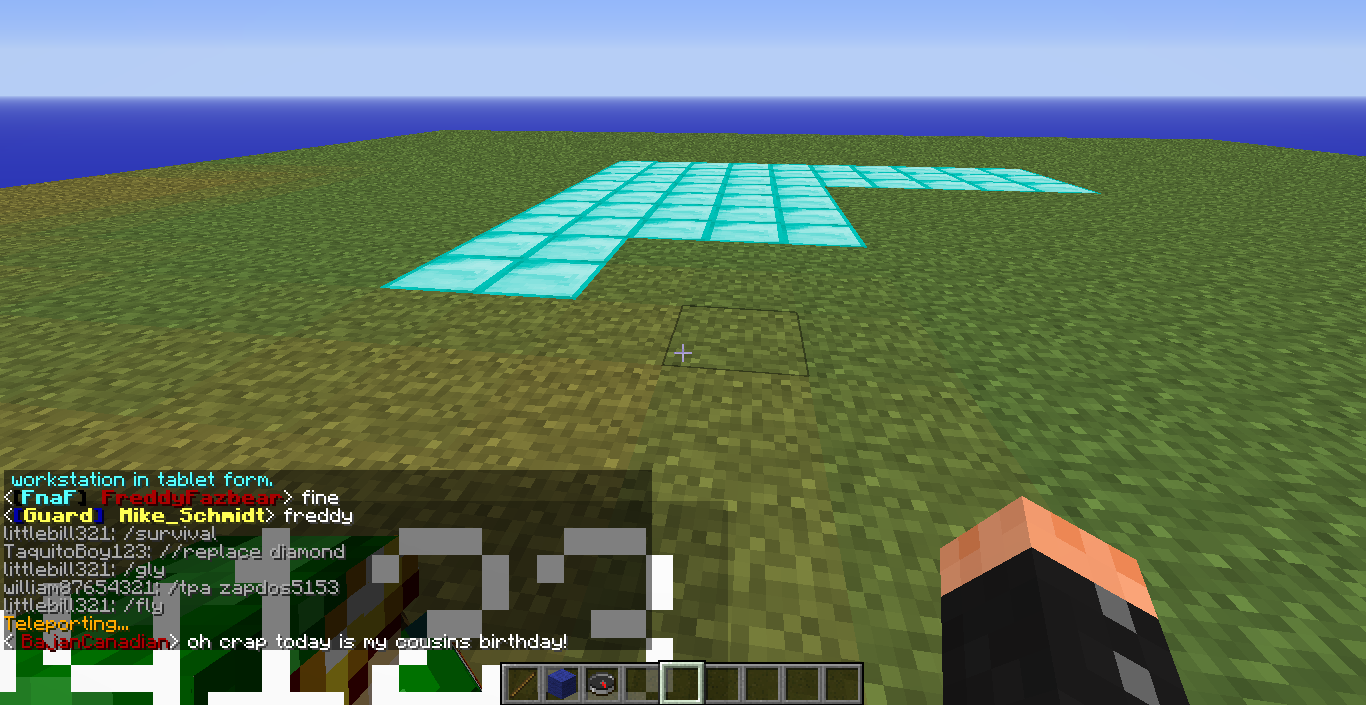 workstation in tablet form.
<[FnaF] FreddyFazbear> fine
<[Guard] Mike_Schmidt> freddy
littlebill321: /survival
TaquitoBoy123: //replace diamond
littlebill321: /gly
william87654321: /tpa zapdos5153
littlebill321: /fly
Teleporting...
< BajanCanadian> oh crap today is my cousins birthday!